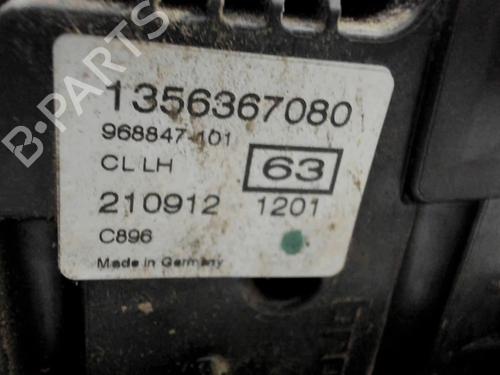 B-PARTS
1356367080
968847-101
CL LH 63
210912 1201
C896
Made in Germany